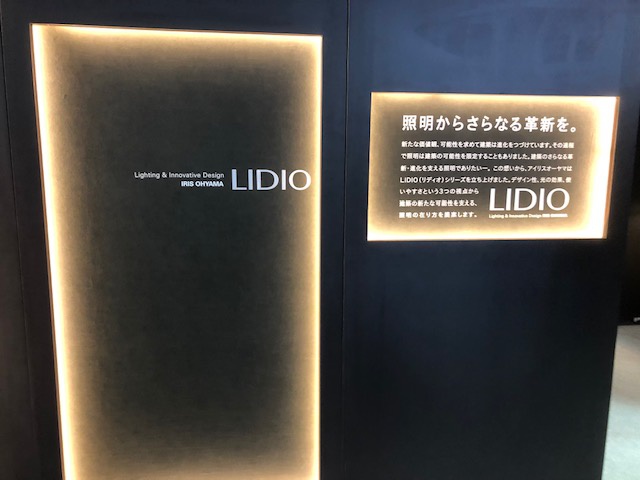 Lighting & Innovative Design
IRIS OHYAMA
LIDIO
照明からさらなる革新を。
新たな価値観、可能性を求めて建築は進化をつづけています。その過程
で照明は建築の可能性を限定することもありました。建築のさらなる革
新・進化を支える照明でありたいー。この想いから、アイリスオーヤマは
LIDIO（リディオ）シリーズを立ち上げました。デザイン性、光の効果、使
いやすさという3つの視点から
建築の新たな可能性を支える、
照明の在り方を提案します。
LIDIO
Lighting & Innovative Design IRIS OHYAMA